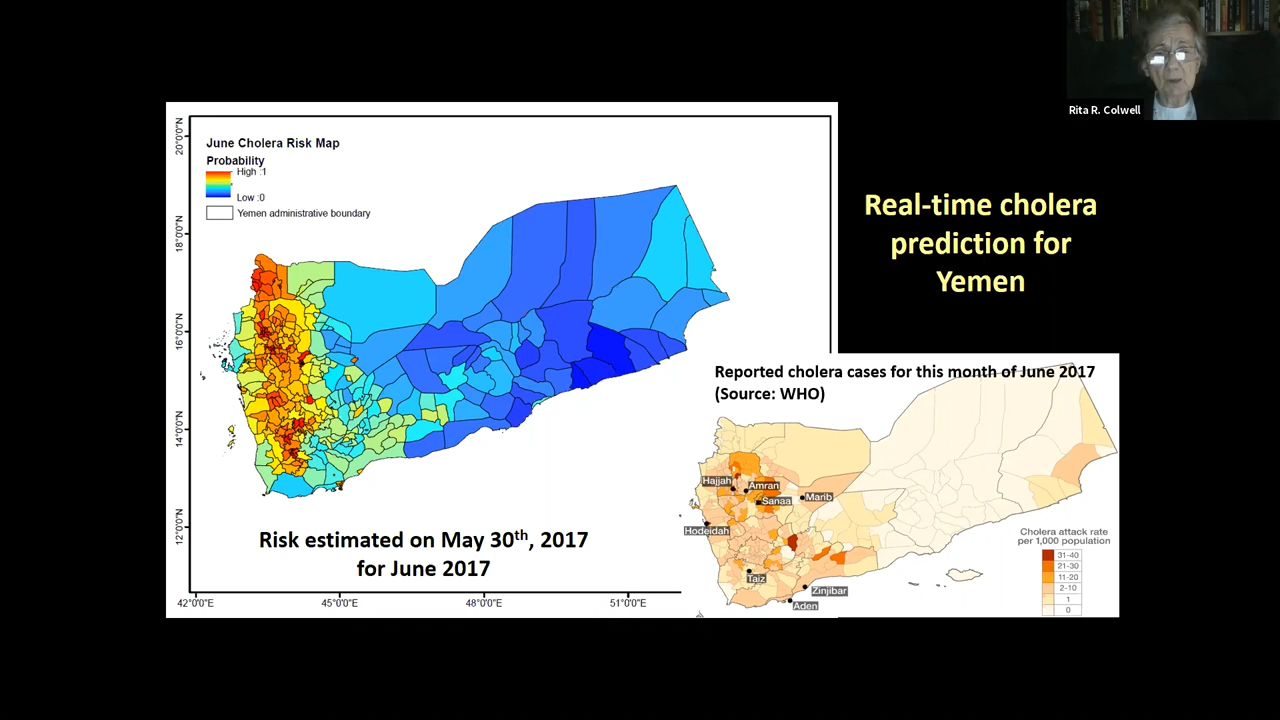 Rita R. Colwell
Real-time cholera
prediction for
Yemen
June Cholera Risk Map
Probability
High :1
Low :0
Yemen administrative boundary
20°0'0"N
18°0'0"N
16°0'0"N
14°0'0"N
12°0'0"N
42°0'0"E
45°0'0"E
48°0'0"E
51°0'0"E
Risk estimated on May 30th, 2017
for June 2017
Reported cholera cases for this month of June 2017
(Source: WHO)
Hajjah
Amran
Sanaa
Marib
Hodeidah
Taiz
Zinjibar
Aden
Cholera attack rate
per 1,000 population
31-40
21-30
11-20
2-10
1
0